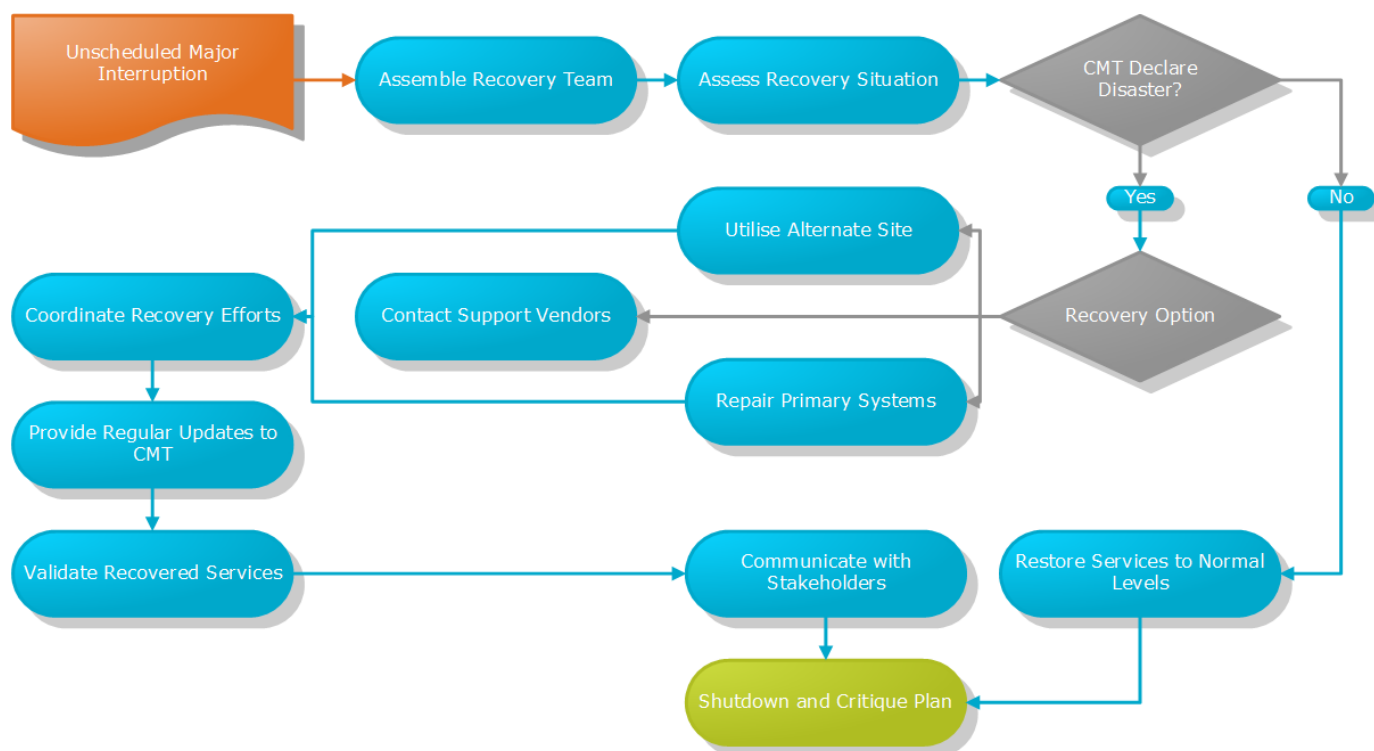 Unscheduled Major
Interruption
Assemble Recovery Team
Assess Recovery Situation
CMT Declare
Disaster?
Yes
No
Utilise Alternate Site
Coordinate Recovery Efforts
Contact Support Vendors
Recovery Option
Repair Primary Systems
Provide Regular Updates to
CMT
Validate Recovered Services
Communicate with
Stakeholders
Restore Services to Normal
Levels
Shutdown and Critique Plan